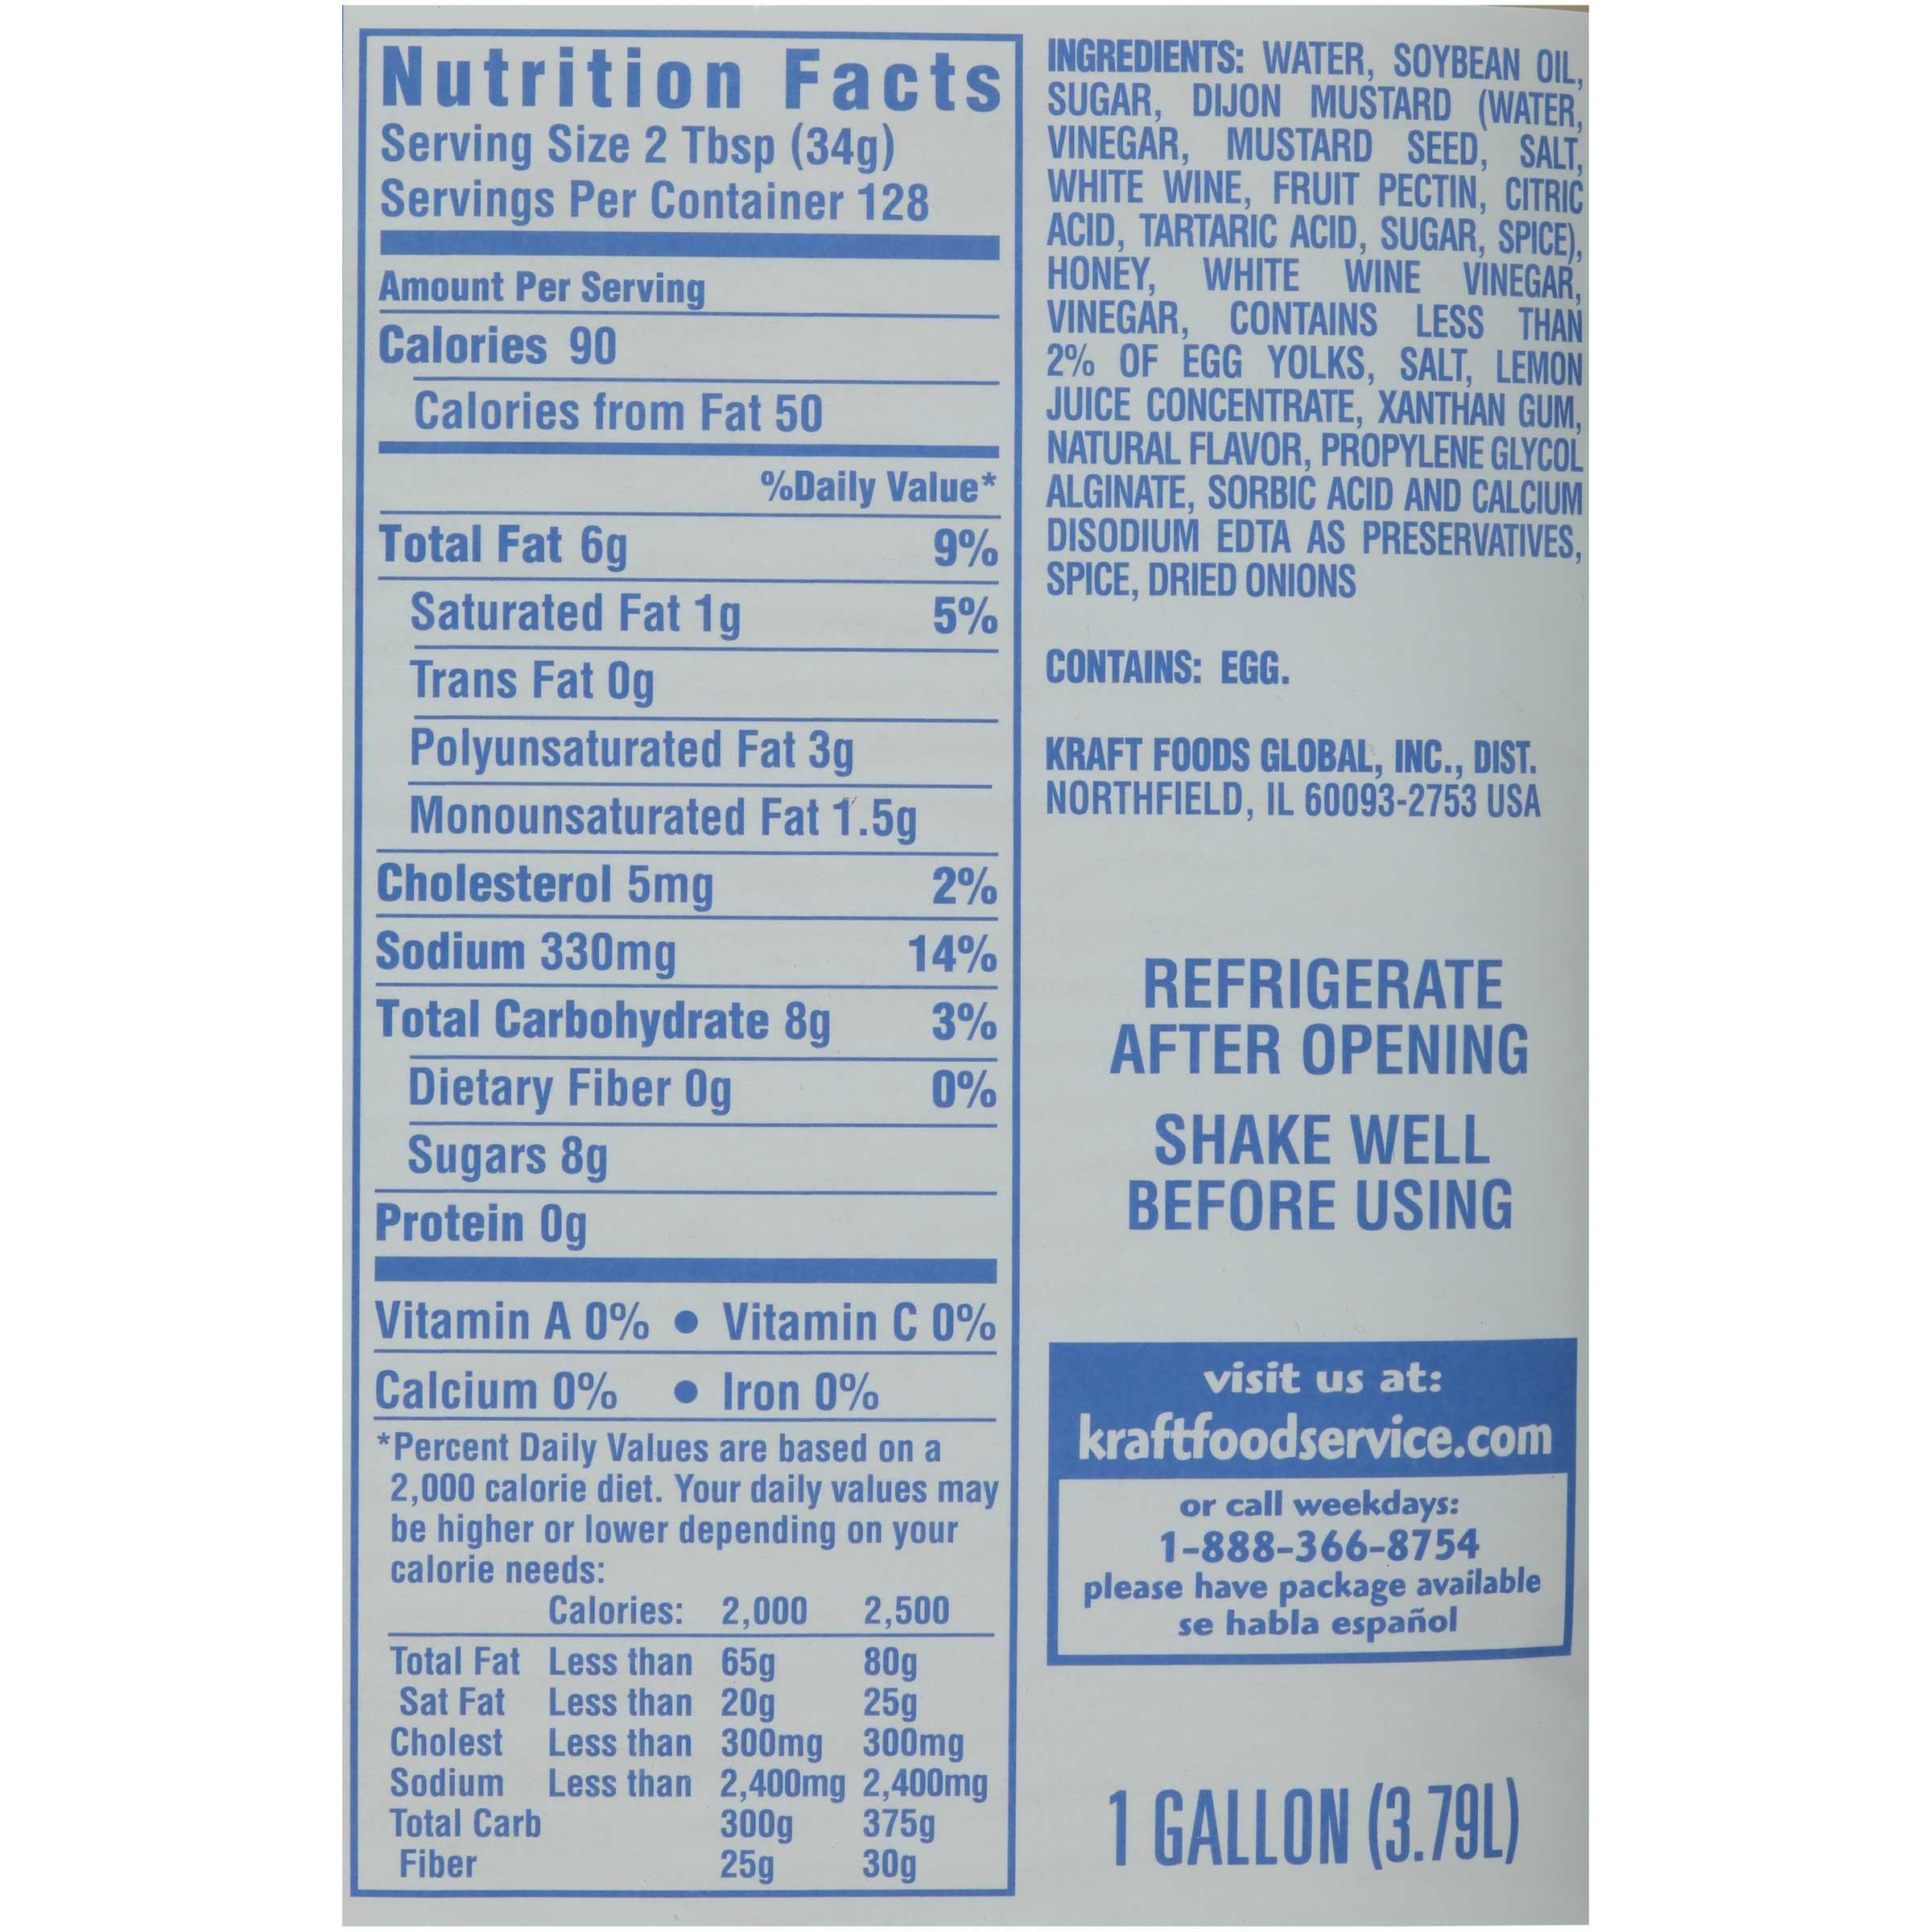 Nutrition Facts
Serving Size 2 Tbsp (34g)
Servings Per Container 128
Amount Per Serving
Calories 90
Calories from Fat 50
%Daily Value*
Total Fat 6g 9%
Saturated Fat 1g 5%
Trans Fat 0g
Polyunsaturated Fat 3g
Monounsaturated Fat 1.5g
Cholesterol 5mg 2%
Sodium 330mg 14%
Total Carbohydrate 8g 3%
Dietary Fiber 0g 0%
Sugars 8g
Protein 0g
Vitamin A 0% • Vitamin C 0%
Calcium 0% • Iron 0%
*Percent Daily Values are based on a
2,000 calorie diet. Your daily values may
be higher or lower depending on your
calorie needs:
Calories: 2,000 2,500
Total Fat Less than 65g 80g
Sat Fat Less than 20g 25g
Cholest Less than 300mg 300mg
Sodium Less than 2,400mg 2,400mg
Total Carb 300g 375g
Fiber 25g 30g
INGREDIENTS: WATER, SOYBEAN OIL,
SUGAR, DIJON MUSTARD (WATER,
VINEGAR, MUSTARD SEED, SALT,
WHITE WINE, FRUIT PECTIN, CITRIC
ACID, TARTARIC ACID, SUGAR, SPICE),
HONEY, WHITE WINE VINEGAR,
VINEGAR, CONTAINS LESS THAN
2% OF EGG YOLKS, SALT, LEMON
JUICE CONCENTRATE, XANTHAN GUM,
NATURAL FLAVOR, PROPYLENE GLYCOL
ALGINATE, SORBIC ACID AND CALCIUM
DISODIUM EDTA AS PRESERVATIVES,
SPICE, DRIED ONIONS
CONTAINS: EGG.
KRAFT FOODS GLOBAL, INC., DIST.
NORTHFIELD, IL 60093-2753 USA
REFRIGERATE
AFTER OPENING
SHAKE WELL
BEFORE USING
visit us at:
kraftfoodservice.com
or call weekdays:
1-888-366-8754
please have package available
se habla español
1 GALLON (3.79L)